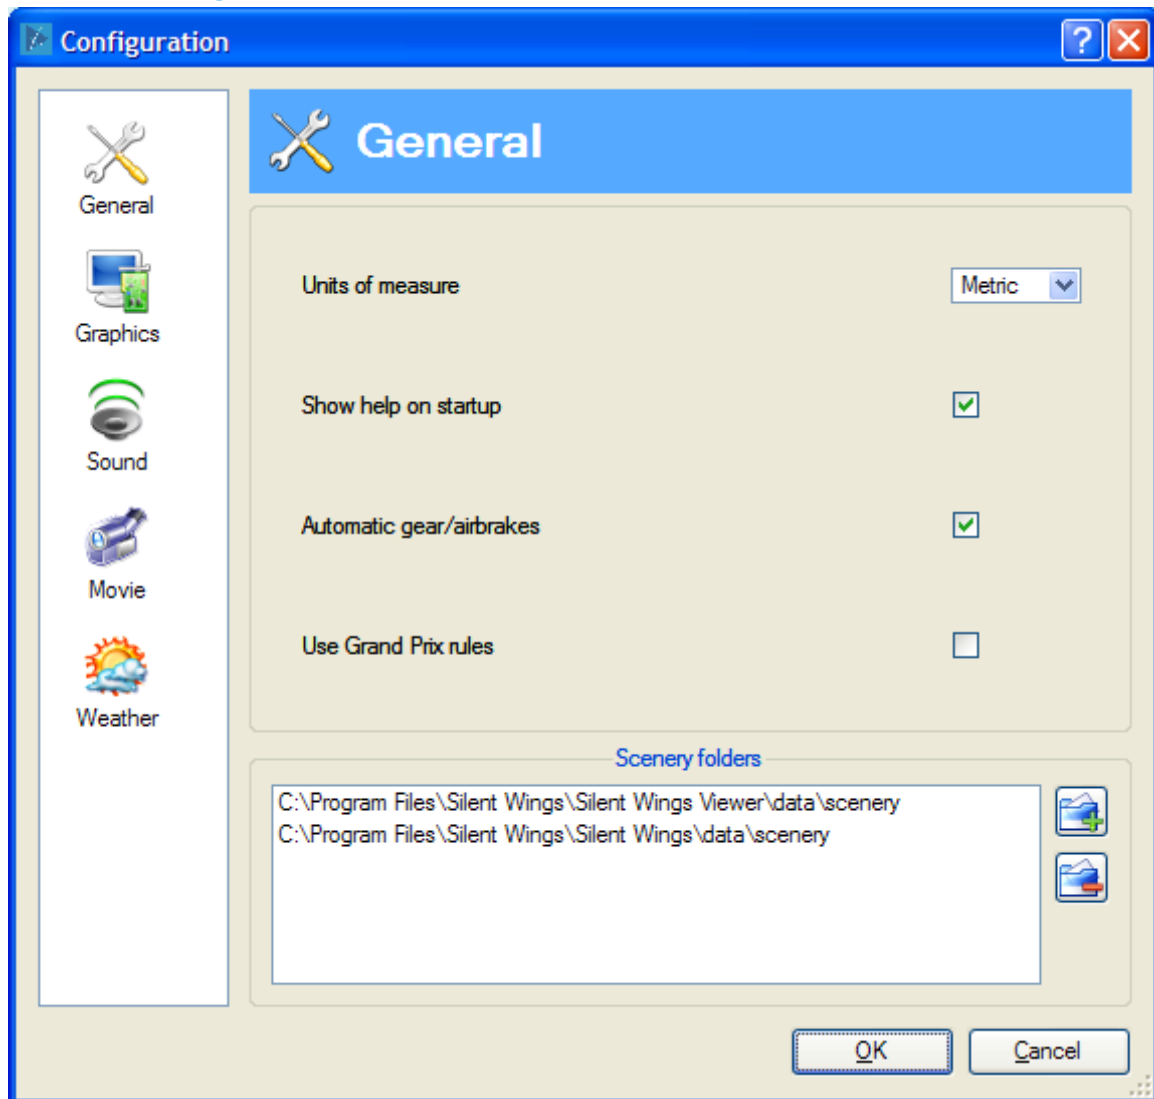 Configuration
General
Graphics
Sound
Movie
Weather
General
Units of measure
Metric
Show help on startup
Automatic gear/airbrakes
Use Grand Prix rules
Scenery folders
C:\Program Files\Silent Wings\Silent Wings Viewer\data\scenery
C:\Program Files\Silent Wings\Silent Wings\data\scenery
OK
Cancel